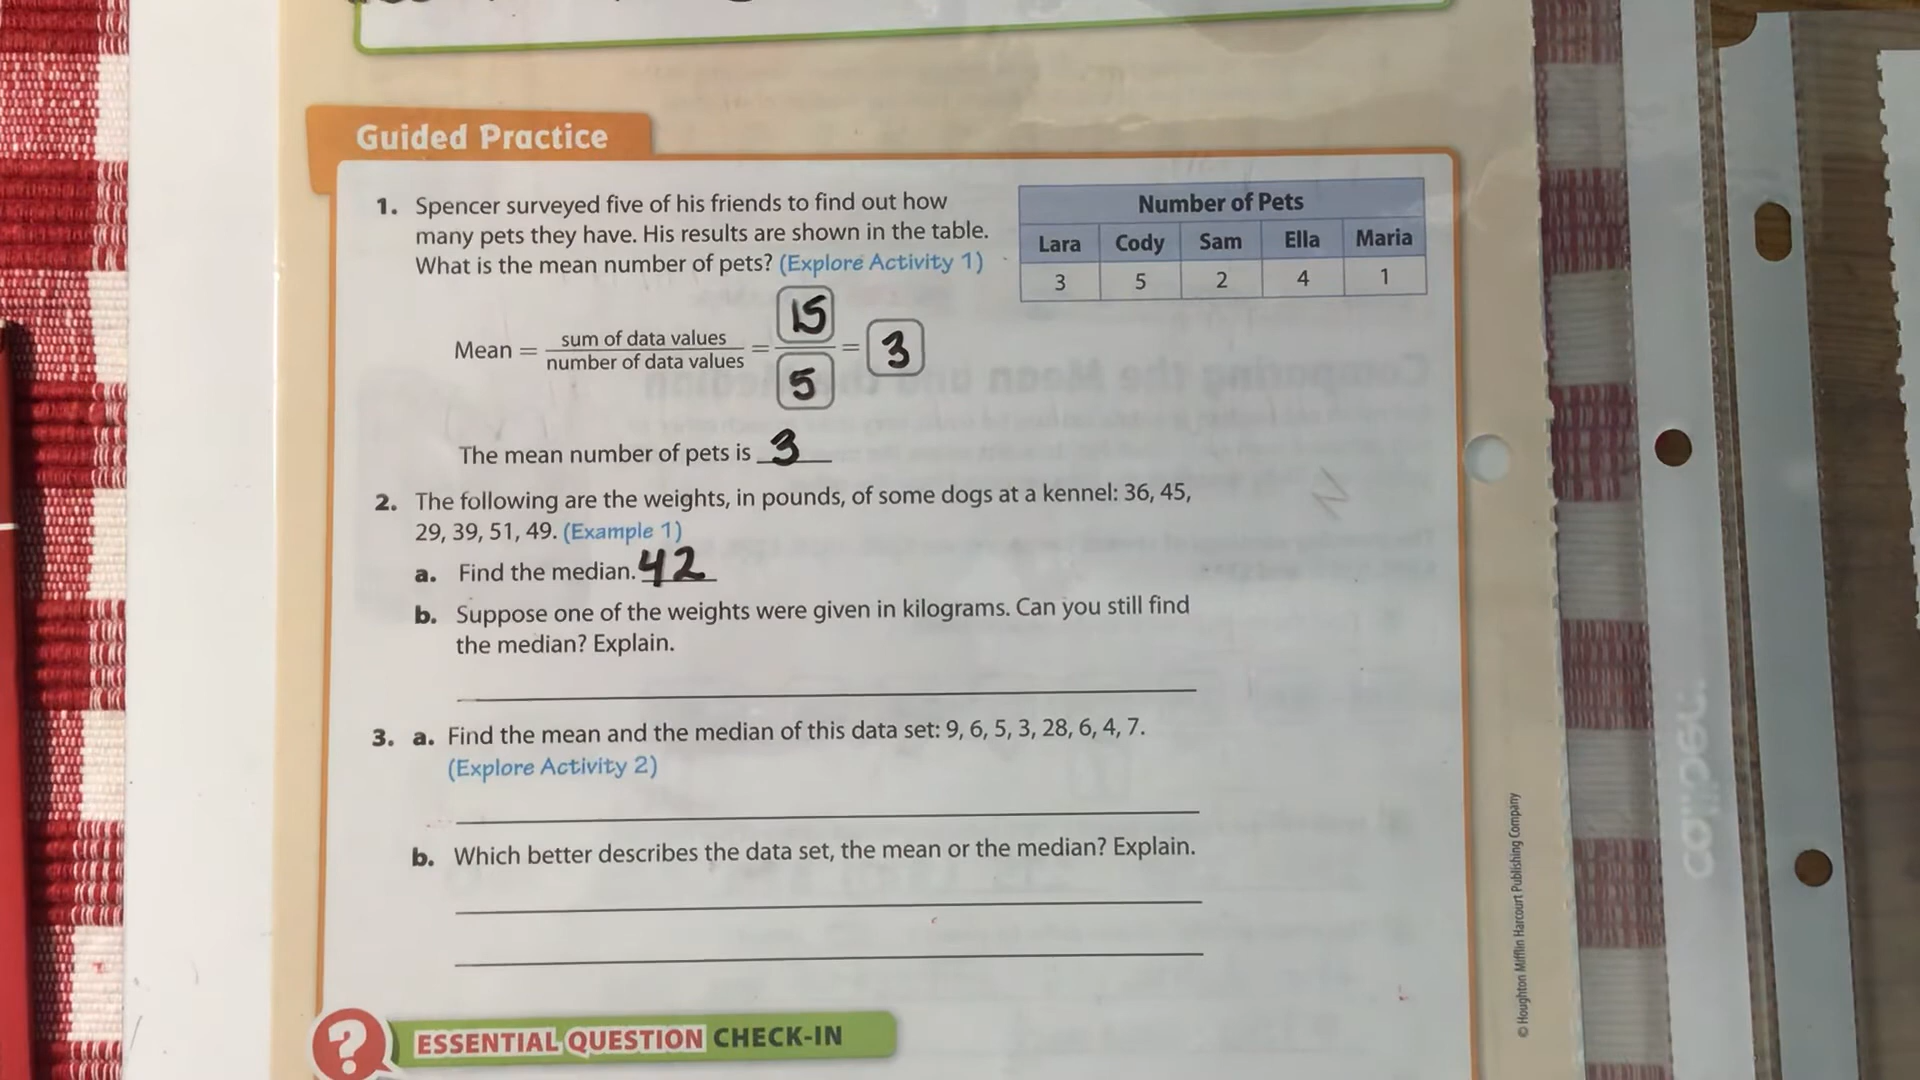 Guided Practice
1. Spencer surveyed five of his friends to find out how
many pets they have. His results are shown in the table.
What is the mean number of pets? (Explore Activity 1)
Number of Pets
Lara Cody Sam Ella Maria
3 5 2 4 1
Mean = sum of data values / number of data values = 15 / 5 = 3
The mean number of pets is 3
2. The following are the weights, in pounds, of some dogs at a kennel: 36, 45,
29, 39, 51, 49. (Example 1)
a. Find the median. 42
b. Suppose one of the weights were given in kilograms. Can you still find
the median? Explain.
3. a. Find the mean and the median of this data set: 9, 6, 5, 3, 28, 6, 4, 7.
(Explore Activity 2)
b. Which better describes the data set, the mean or the median? Explain.
? ESSENTIAL QUESTION CHECK-IN
© Houghton Mifflin Harcourt Publishing Company